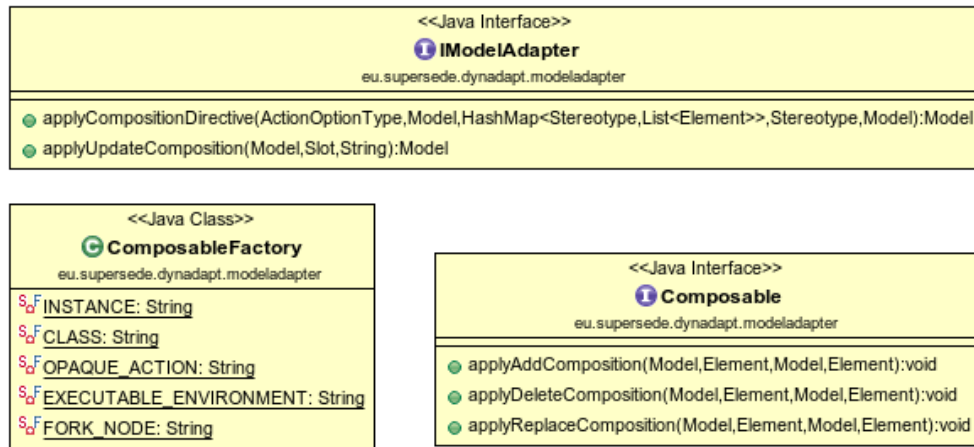 <<Java Interface>>
I IModelAdapter
eu.supersede.dynadapt.modeladapter
applyCompositionDirective(ActionOptionType,Model,HashMap<Stereotype,List<Element>>,Stereotype,Model):Model
applyUpdateComposition(Model,Slot,String):Model
<<Java Class>>
C ComposableFactory
eu.supersede.dynadapt.modeladapter
S F INSTANCE: String
S F CLASS: String
S F OPAQUE_ACTION: String
S F EXECUTABLE_ENVIRONMENT: String
S F FORK_NODE: String
<<Java Interface>>
I Composable
eu.supersede.dynadapt.modeladapter
applyAddComposition(Model,Element,Model,Element):void
applyDeleteComposition(Model,Element,Model,Element):void
applyReplaceComposition(Model,Element,Model,Element):void